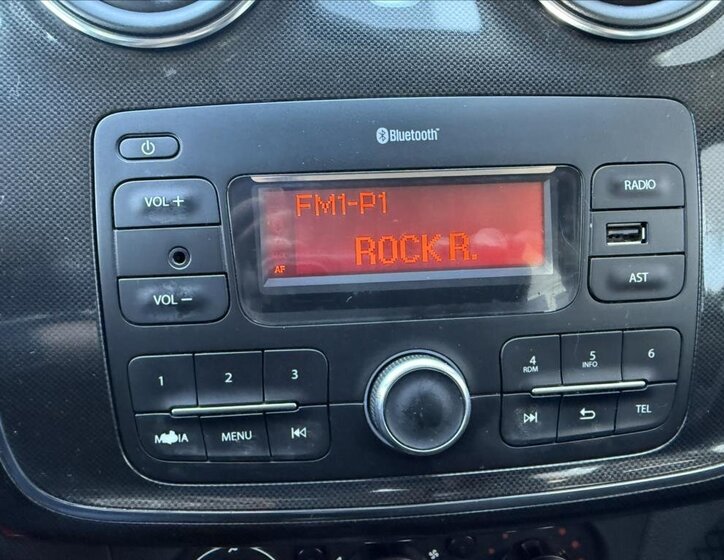 Bluetooth
VOL +
VOL −
FM1-P1
ROCK R.
AF
RADIO
AST
1
2
3
MENU
4
RDM
5
INFO
6
TEL